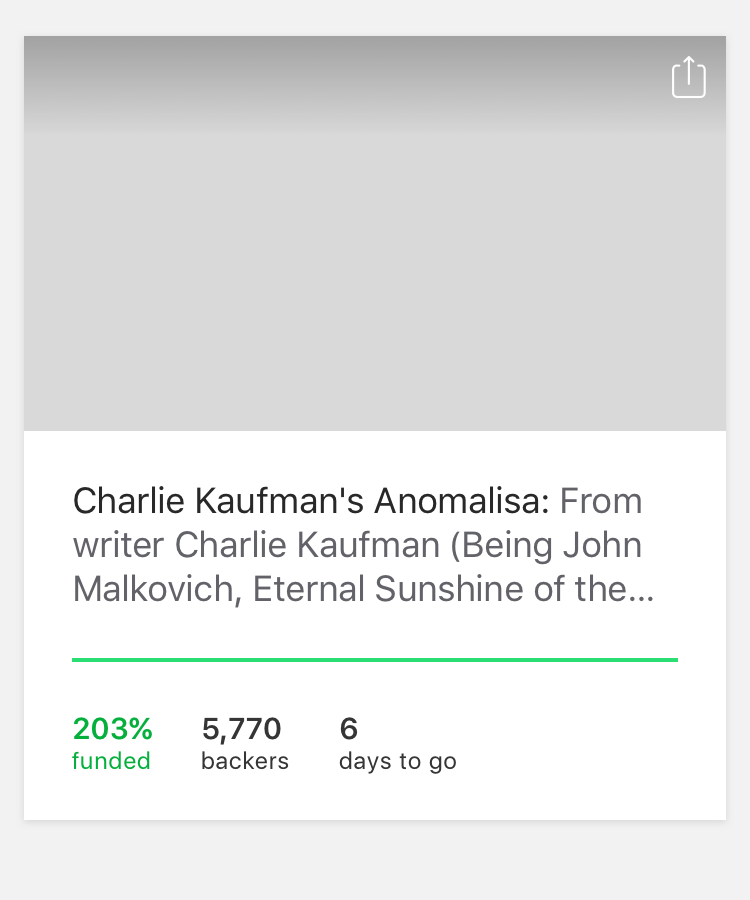 Charlie Kaufman's Anomalisa: From
writer Charlie Kaufman (Being John
Malkovich, Eternal Sunshine of the...
203% 5,770 6
funded backers days to go